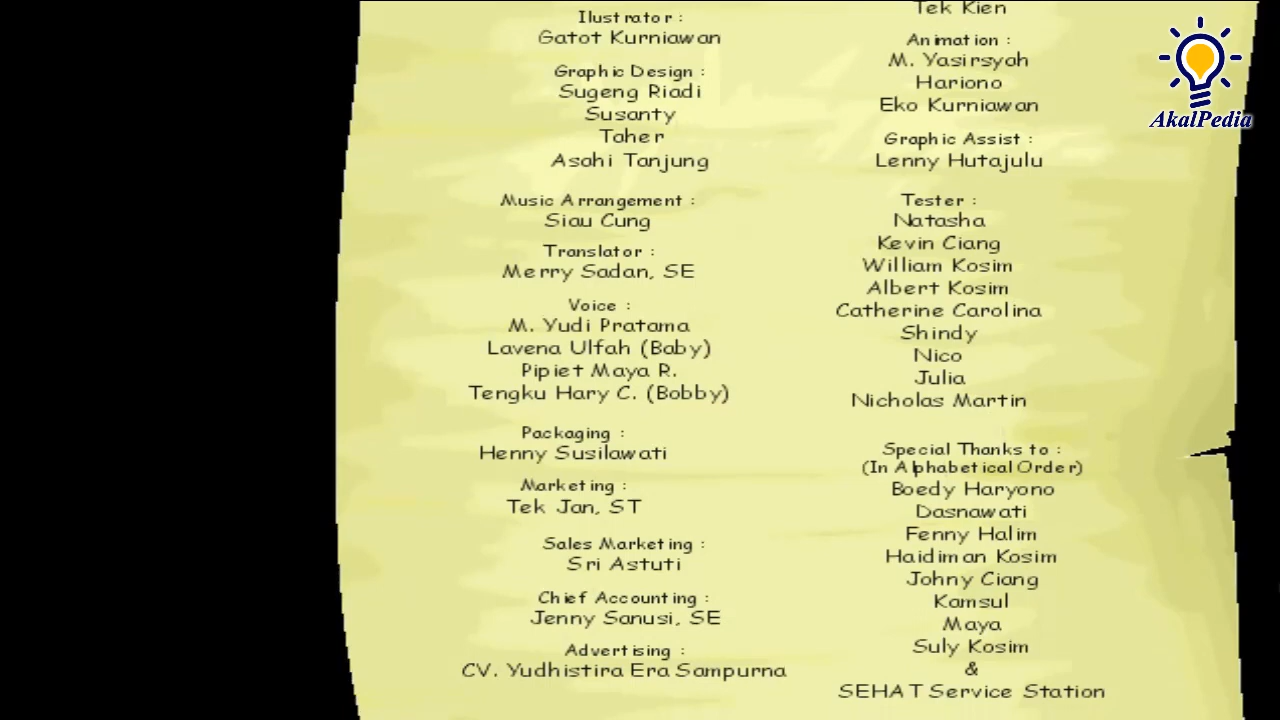 Ilustrator :
Gatot Kurniawan
Graphic Design :
Sugeng Riadi
Susanty
Taher
Asahi Tanjung
Music Arrangement :
Siau Cung
Translator :
Merry Sadan, SE
Voice :
M. Yudi Pratama
Lavena Ulfah (Baby)
Pipiet Maya R.
Tengku Hary C. (Bobby)
Packaging :
Henny Susilawati
Marketing :
Tek Jan, ST
Sales Marketing :
Sri Astuti
Chief Accounting :
Jenny Sanusi, SE
Advertising :
CV. Yudhistira Era Sampurna
Tek Kien
Animation :
M. Yasirsyah
Hariono
Eko Kurniawan
Graphic Assist :
Lenny Hutajulu
Tester :
Natasha
Kevin Ciang
William Kosim
Albert Kosim
Catherine Carolina
Shindy
Nico
Julia
Nicholas Martin
Special Thanks to :
(In Alphabetical Order)
Boedy Haryono
Dasnawati
Fenny Halim
Haidiman Kosim
Johny Ciang
Kamsul
Maya
Suly Kosim
&
SEHAT Service Station
AkalPedia